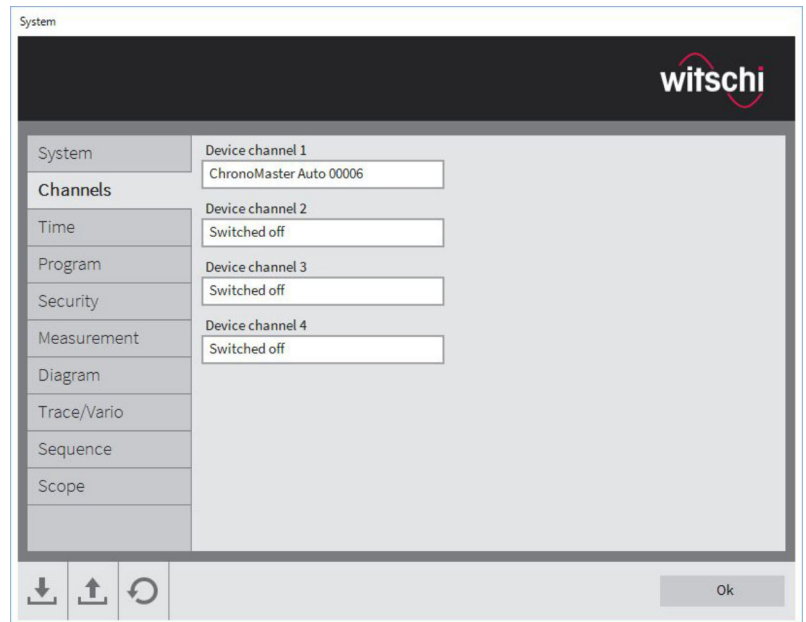 System
witschi
System
Channels
Time
Program
Security
Measurement
Diagram
Trace/Vario
Sequence
Scope
Device channel 1
ChronoMaster Auto 00006
Device channel 2
Switched off
Device channel 3
Switched off
Device channel 4
Switched off
Ok